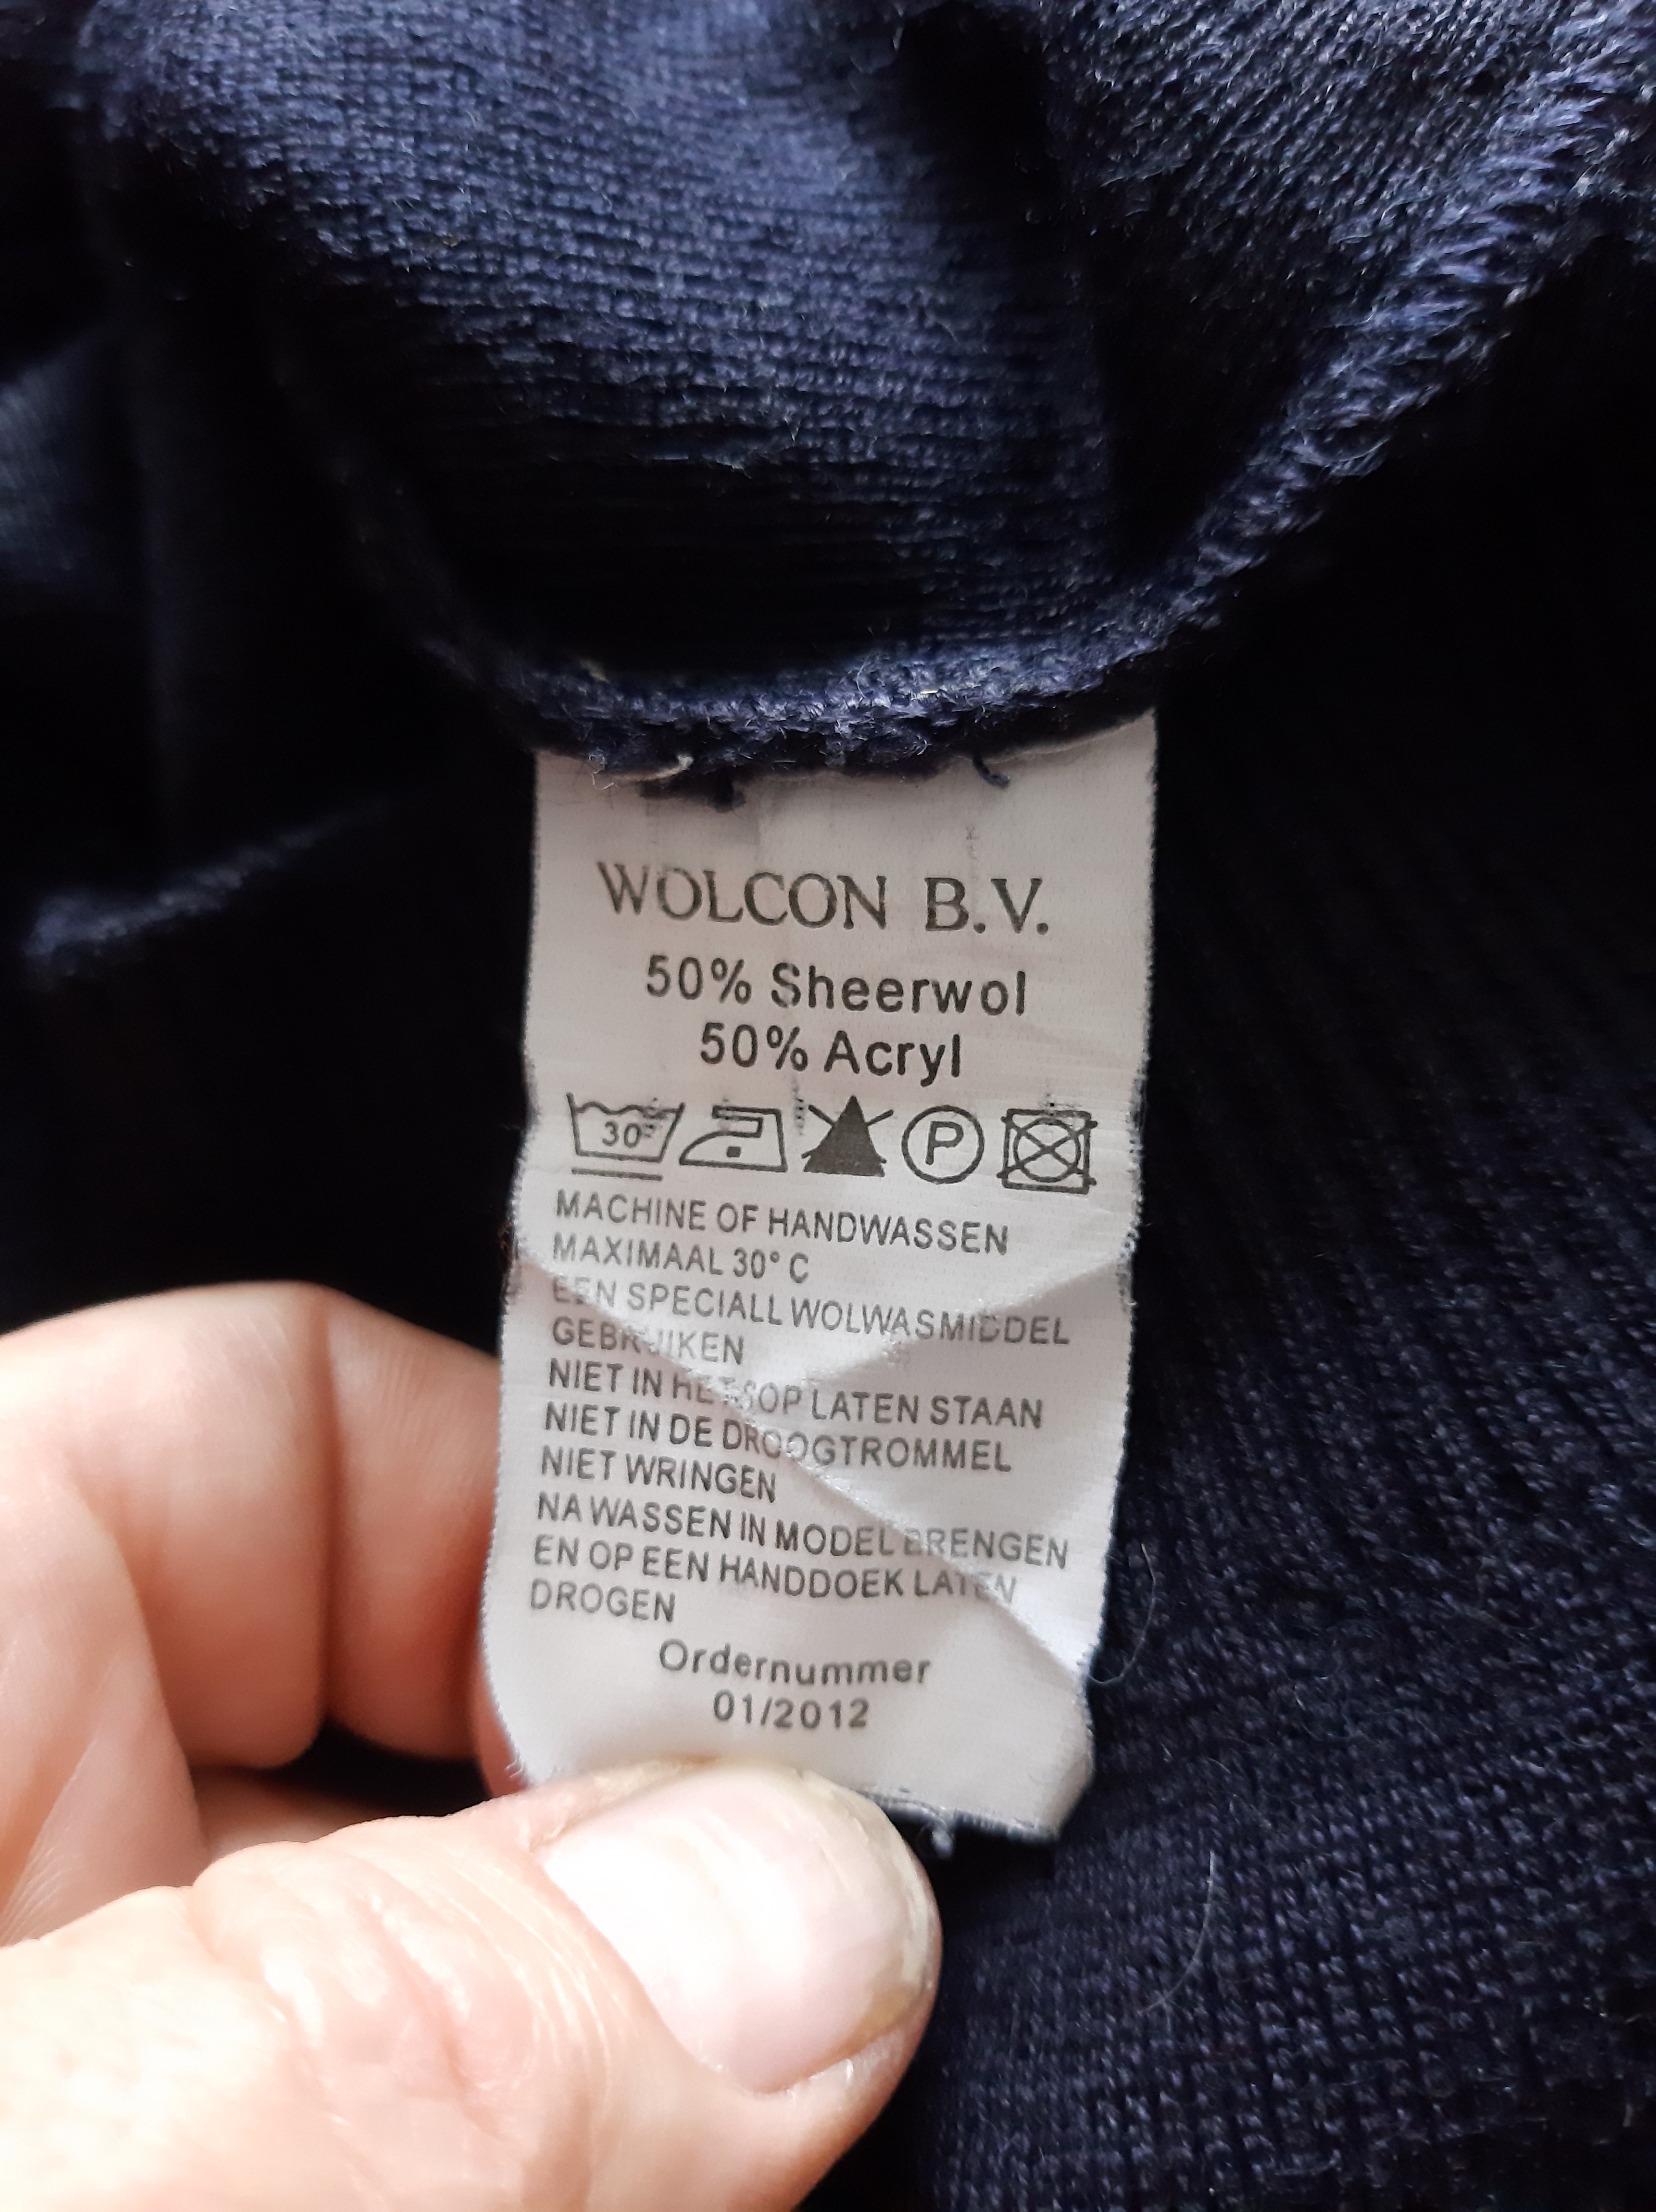 WOLCON B.V.
50% Sheerwol
50% Acryl
30° P
MACHINE OF HANDWASSEN
MAXIMAAL 30° C
EEN SPECIALL WOLWASMIDDEL
GEBRUIKEN
NIET IN HET SOP LATEN STAAN
NIET IN DE DROOGTROMMEL
NIET WRINGEN
NA WASSEN IN MODEL BRENGEN
EN OP EEN HANDDOEK LATEN
DROGEN
Ordernummer
01/2012